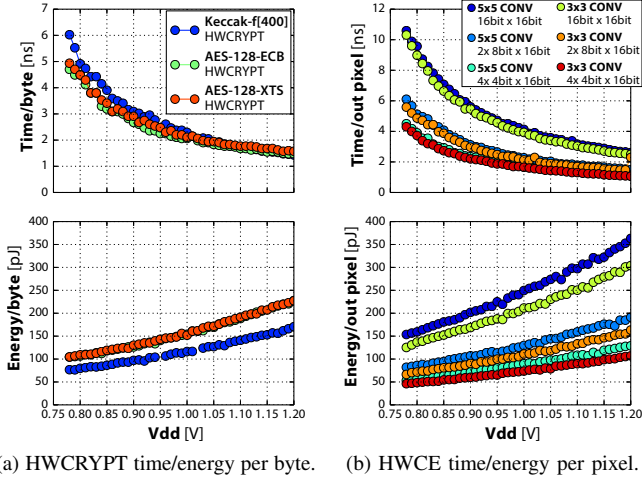 Time/byte [ns]
7
6
5
4
3
2
1
0
Keccak-f[400]
HWCRYPT
AES-128-ECB
HWCRYPT
AES-128-XTS
HWCRYPT
Time/out pixel [ns]
12
10
8
6
4
2
0
5x5 CONV
16bit x 16bit
5x5 CONV
2x 8bit x 16bit
5x5 CONV
4x 4bit x 16bit
3x3 CONV
16bit x 16bit
3x3 CONV
2x 8bit x 16bit
3x3 CONV
4x 4bit x 16bit
Energy/byte [pJ]
400
350
300
250
200
150
100
50
0
0.75 0.80 0.85 0.90 0.95 1.00 1.05 1.10 1.15 1.20
Vdd [V]
Energy/out pixel [pJ]
400
350
300
250
200
150
100
50
0
0.75 0.80 0.85 0.90 0.95 1.00 1.05 1.10 1.15 1.20
Vdd [V]
(a) HWCRYPT time/energy per byte.
(b) HWCE time/energy per pixel.